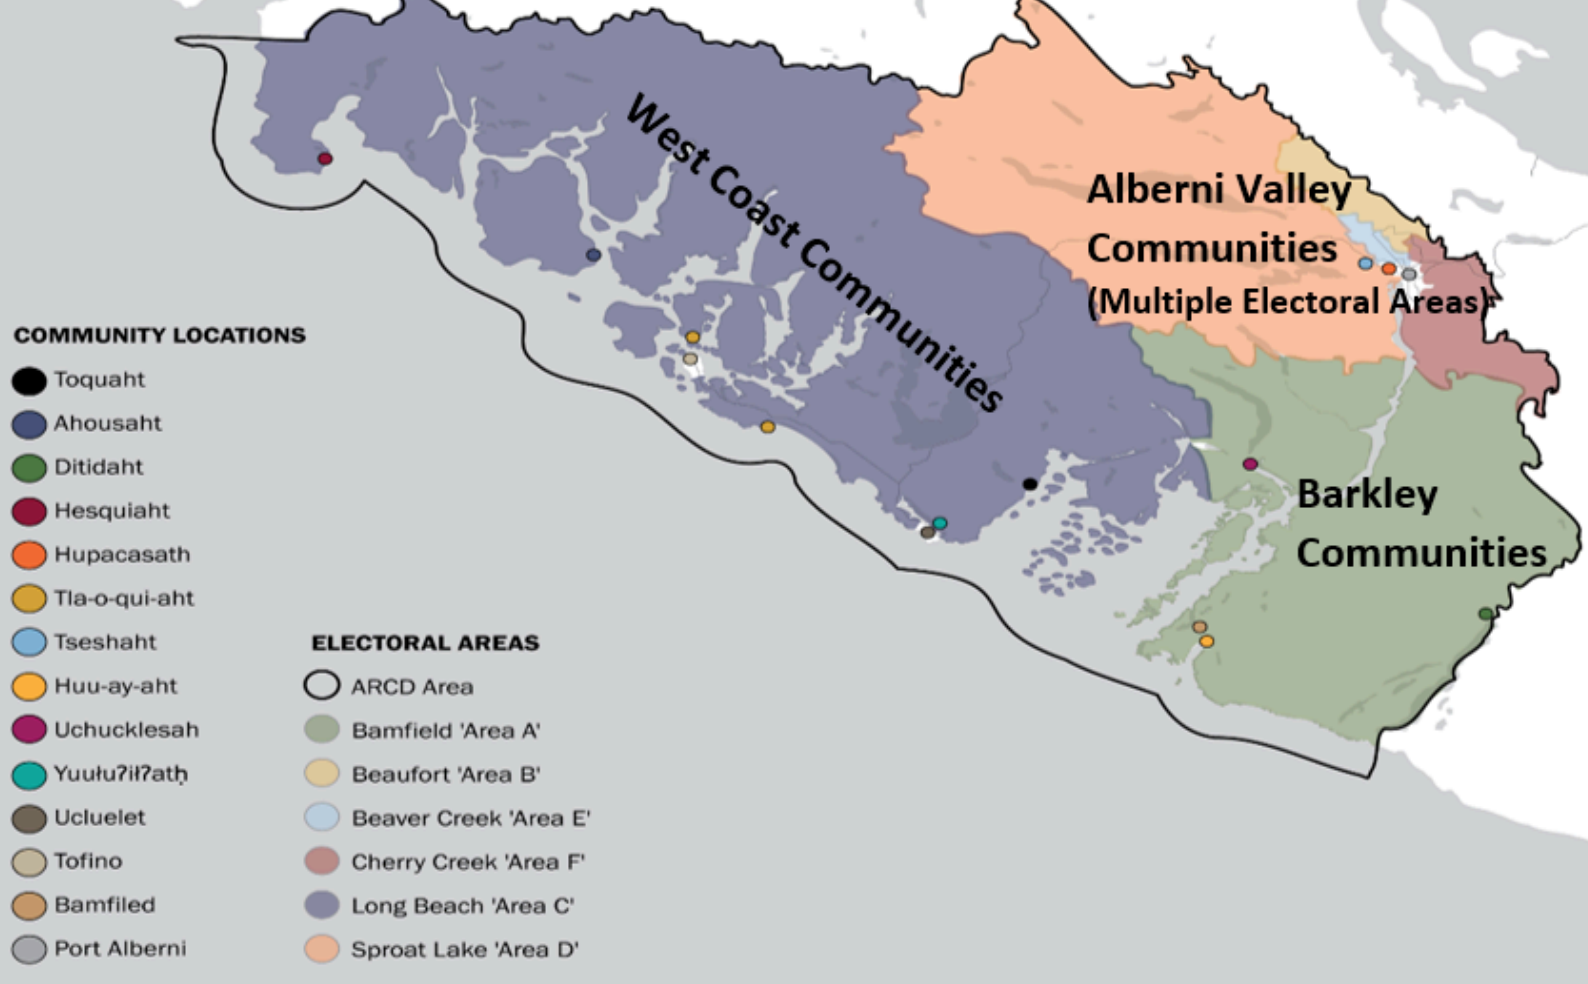 West Coast Communities
Alberni Valley
Communities
(Multiple Electoral Areas)
Barkley
Communities
COMMUNITY LOCATIONS
Toquaht
Ahousaht
Ditidaht
Hesquiaht
Hupacasath
Tla-o-qui-aht
Tseshaht
Huu-ay-aht
Uchucklesah
Yuułuʔiłʔatḥ
Ucluelet
Tofino
Bamfiled
Port Alberni
ELECTORAL AREAS
ARCD Area
Bamfield 'Area A'
Beaufort 'Area B'
Beaver Creek 'Area E'
Cherry Creek 'Area F'
Long Beach 'Area C'
Sproat Lake 'Area D'